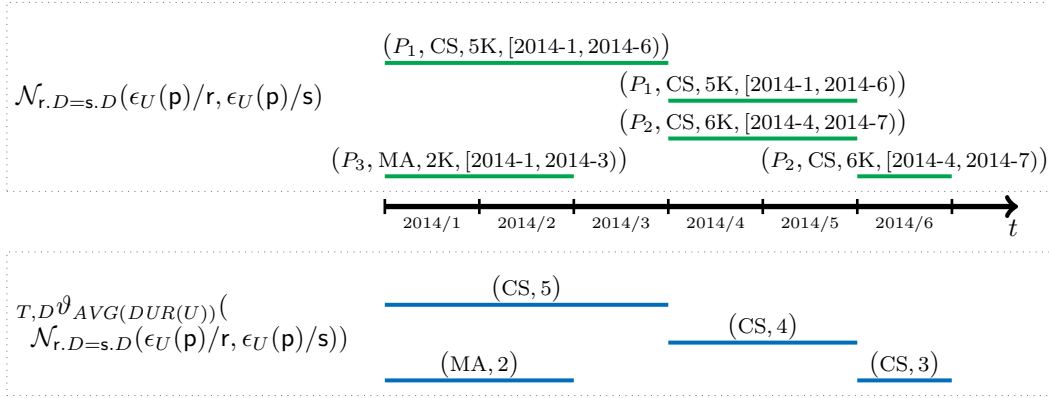 (P₁, CS, 5K, [2014-1, 2014-6))
(P₁, CS, 5K, [2014-1, 2014-6))
𝒩r.D=s.D(ϵU(p)/r, ϵU(p)/s)
(P₂, CS, 6K, [2014-4, 2014-7))
(P₃, MA, 2K, [2014-1, 2014-3)) (P₂, CS, 6K, [2014-4, 2014-7))
2014/1 2014/2 2014/3 2014/4 2014/5 2014/6
t
(CS, 5)
T,DϑAVG(DUR(U))(
(CS, 4)
𝒩r.D=s.D(ϵU(p)/r, ϵU(p)/s))
(MA, 2) (CS, 3)